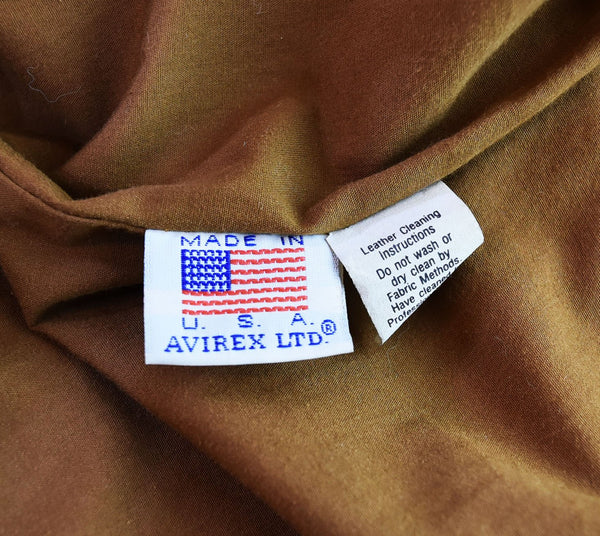 MADE IN
U. S. A.
AVIREX LTD.®
Leather Cleaning
Instructions
Do not wash or
dry clean by
Fabric Methods.
Have cleaned